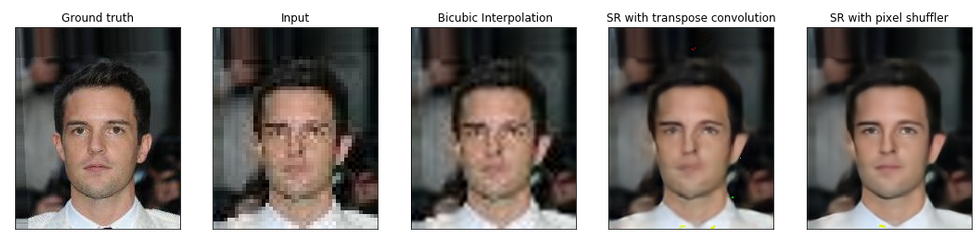 Ground truth
Input
Bicubic Interpolation
SR with transpose convolution
SR with pixel shuffler